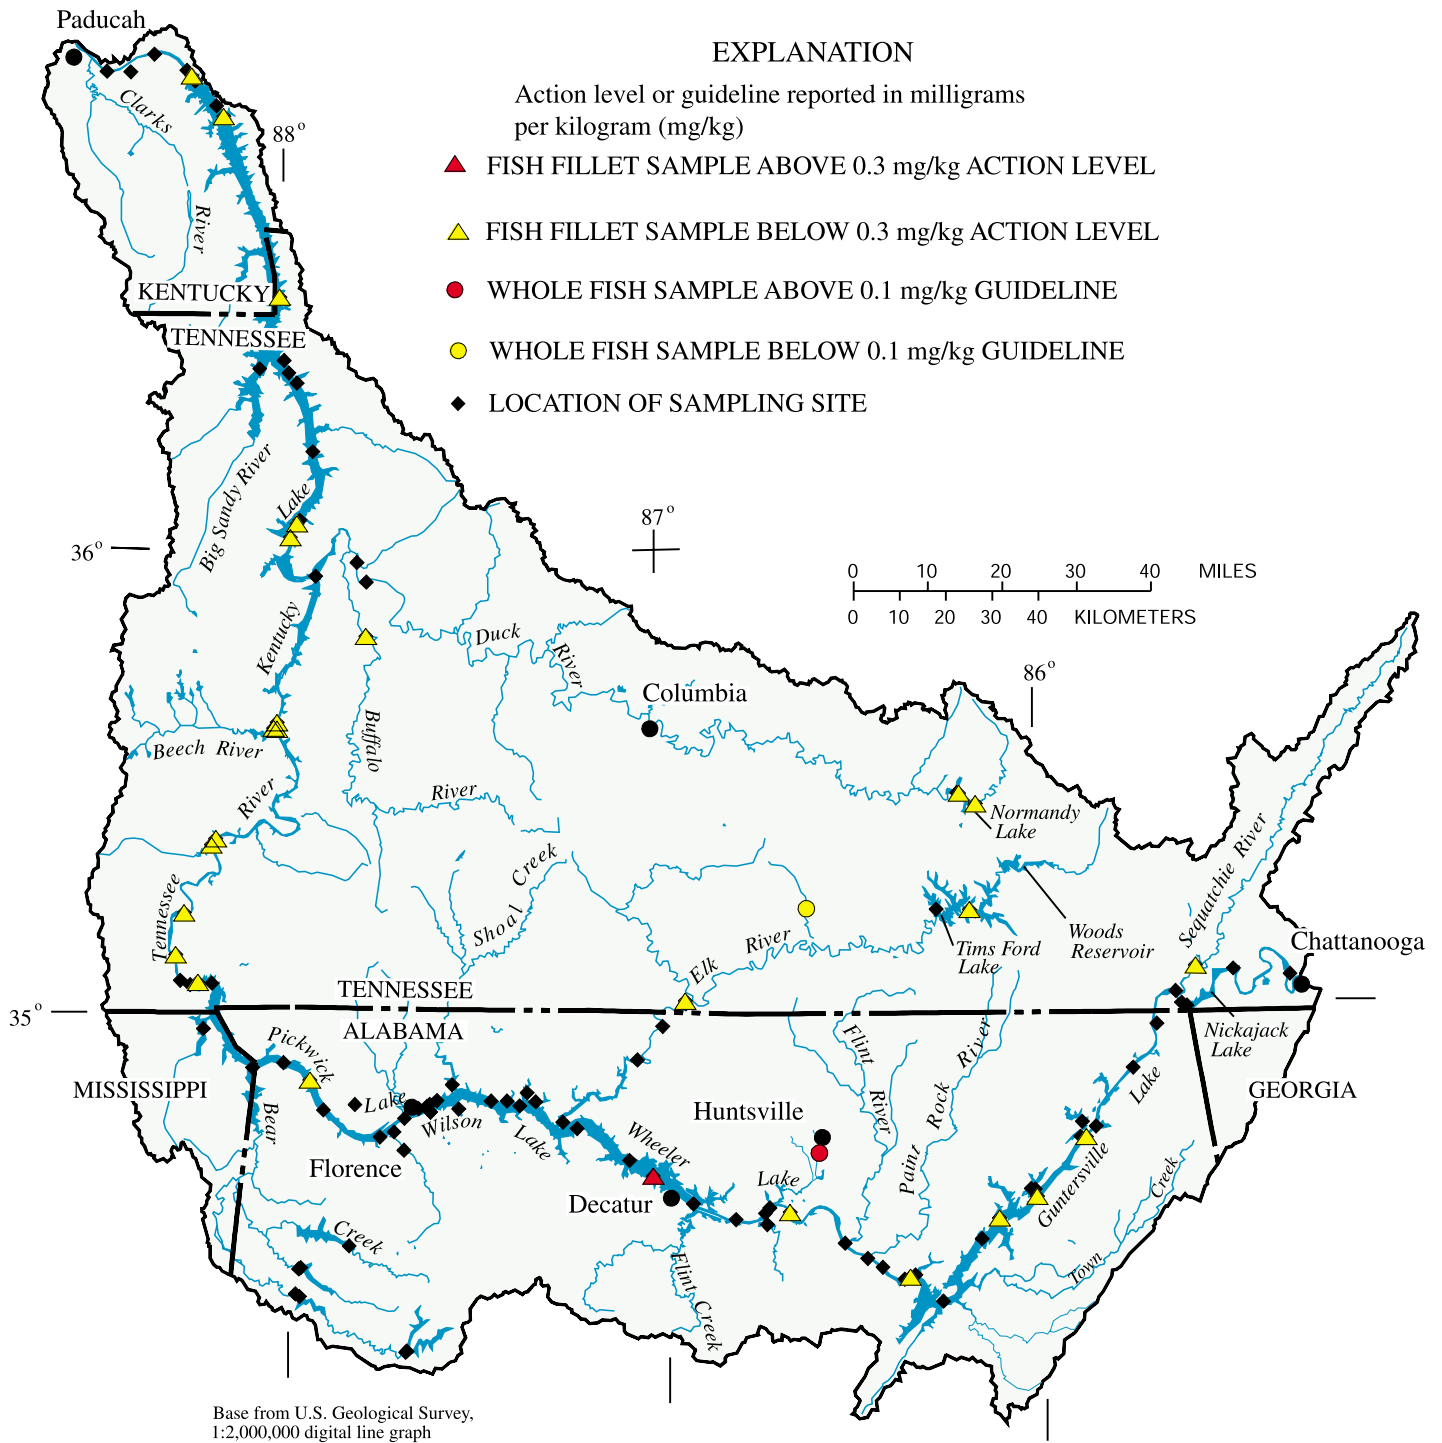 Paducah
EXPLANATION
Action level or guideline reported in milligrams
per kilogram (mg/kg)
FISH FILLET SAMPLE ABOVE 0.3 mg/kg ACTION LEVEL
FISH FILLET SAMPLE BELOW 0.3 mg/kg ACTION LEVEL
WHOLE FISH SAMPLE ABOVE 0.1 mg/kg GUIDELINE
WHOLE FISH SAMPLE BELOW 0.1 mg/kg GUIDELINE
LOCATION OF SAMPLING SITE
Clarks
River
88°
KENTUCKY
TENNESSEE
Big Sandy River
Lake
Kentucky
36°
87°
0 10 20 30 40 MILES
0 10 20 30 40 KILOMETERS
Duck
River
Columbia
86°
Buffalo
River
Beech River
River
Tennessee
Normandy
Lake
Shoal Creek
Elk
River
Tims Ford
Lake
Woods
Reservoir
Sequatchie River
Chattanooga
Nickajack
Lake
35°
TENNESSEE
ALABAMA
MISSISSIPPI
GEORGIA
Pickwick
Lake
Bear
Creek
Florence
Wilson
Lake
Wheeler
Lake
Decatur
Huntsville
Flint
River
Paint Rock River
Flint Creek
Guntersville
Lake
Town
Creek
Base from U.S. Geological Survey,
1:2,000,000 digital line graph